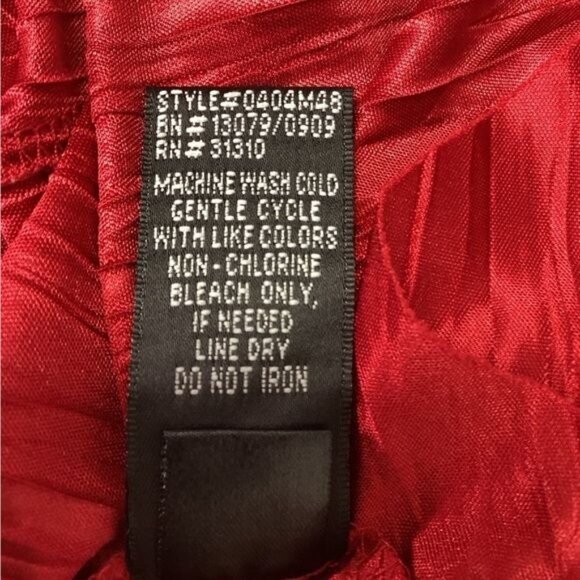 STYLE#0404M48
BN# 13079/0909
RN# 31310
MACHINE WASH COLD
GENTLE CYCLE
WITH LIKE COLORS
NON-CHLORINE
BLEACH ONLY,
IF NEEDED
LINE DRY
DO NOT IRON